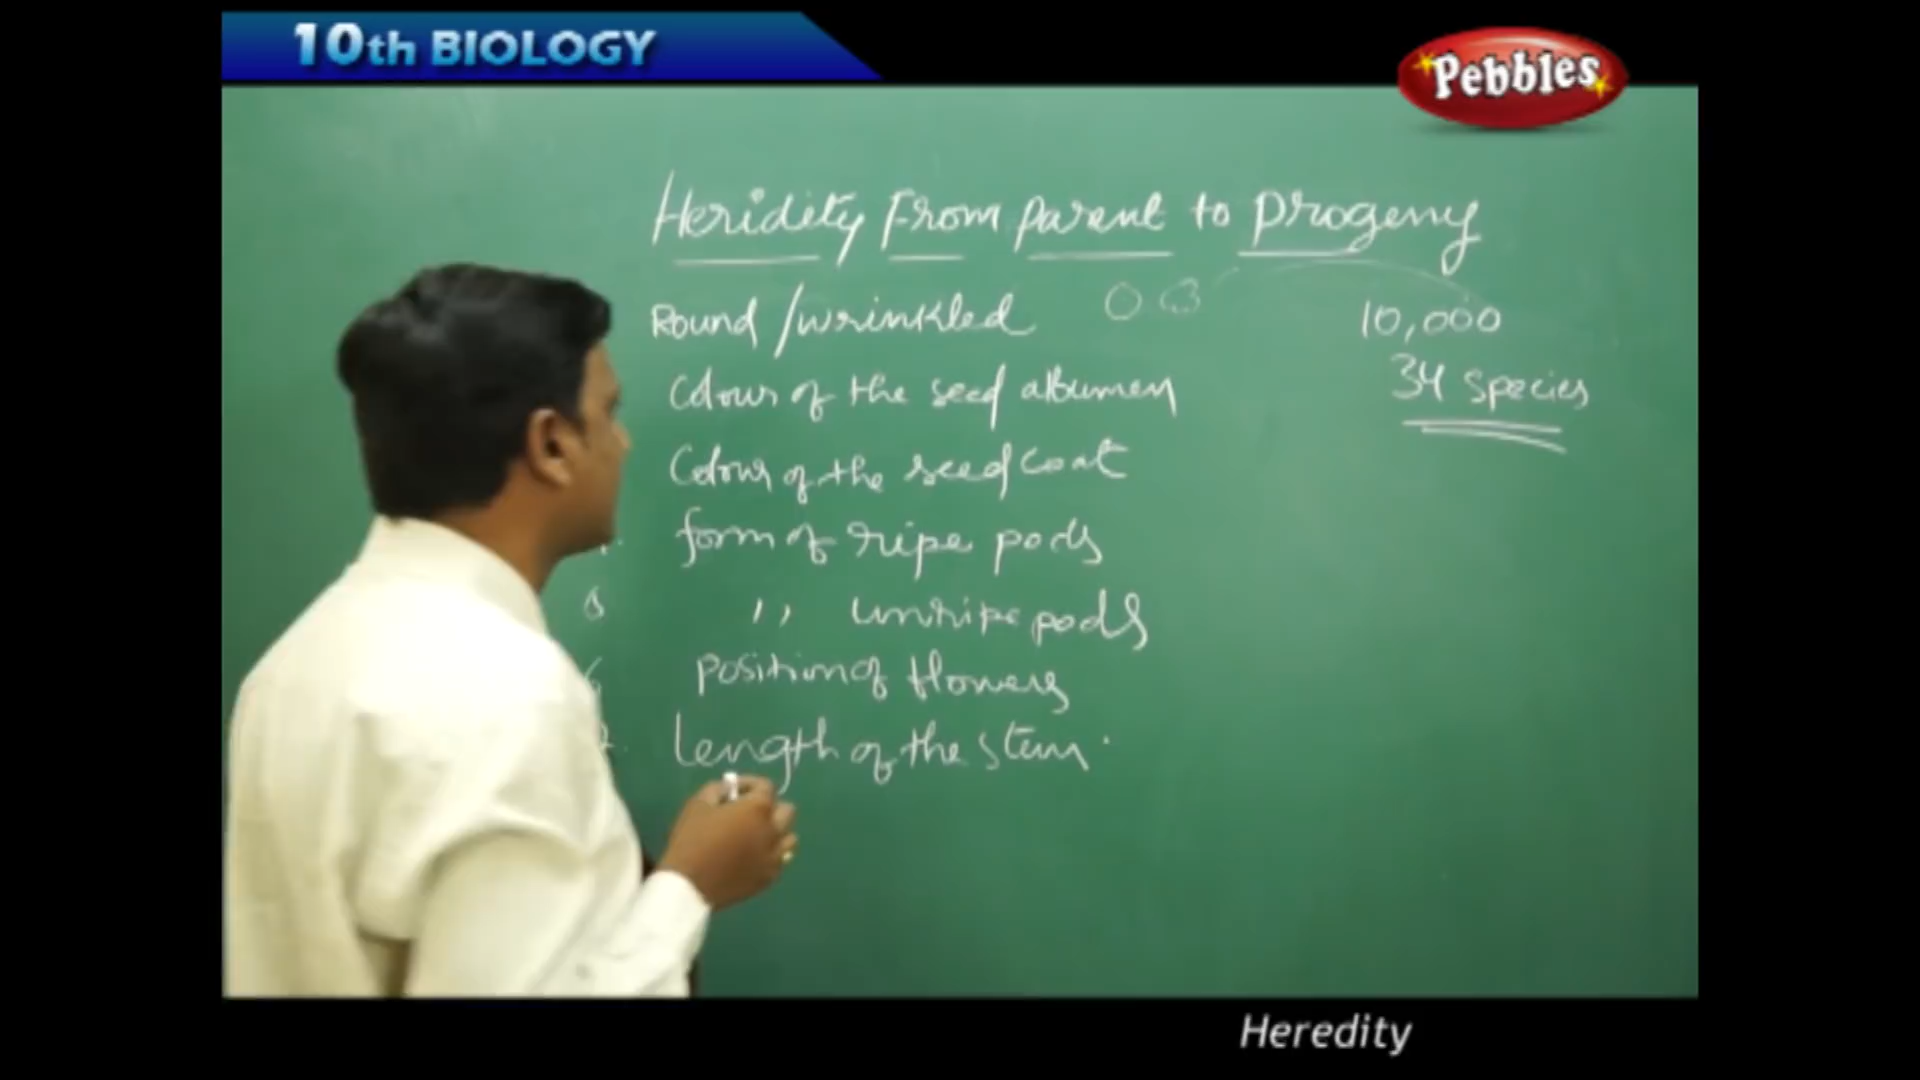 10th BIOLOGY
Pebbles
Heridity From parent to progeny
Round /wrinkled
10,000
34 species
Colour of the seed albumen
Colour of the seed coat
form of ripe pods
,, unripe pods
position of flowers
Length of the stem.
Heredity